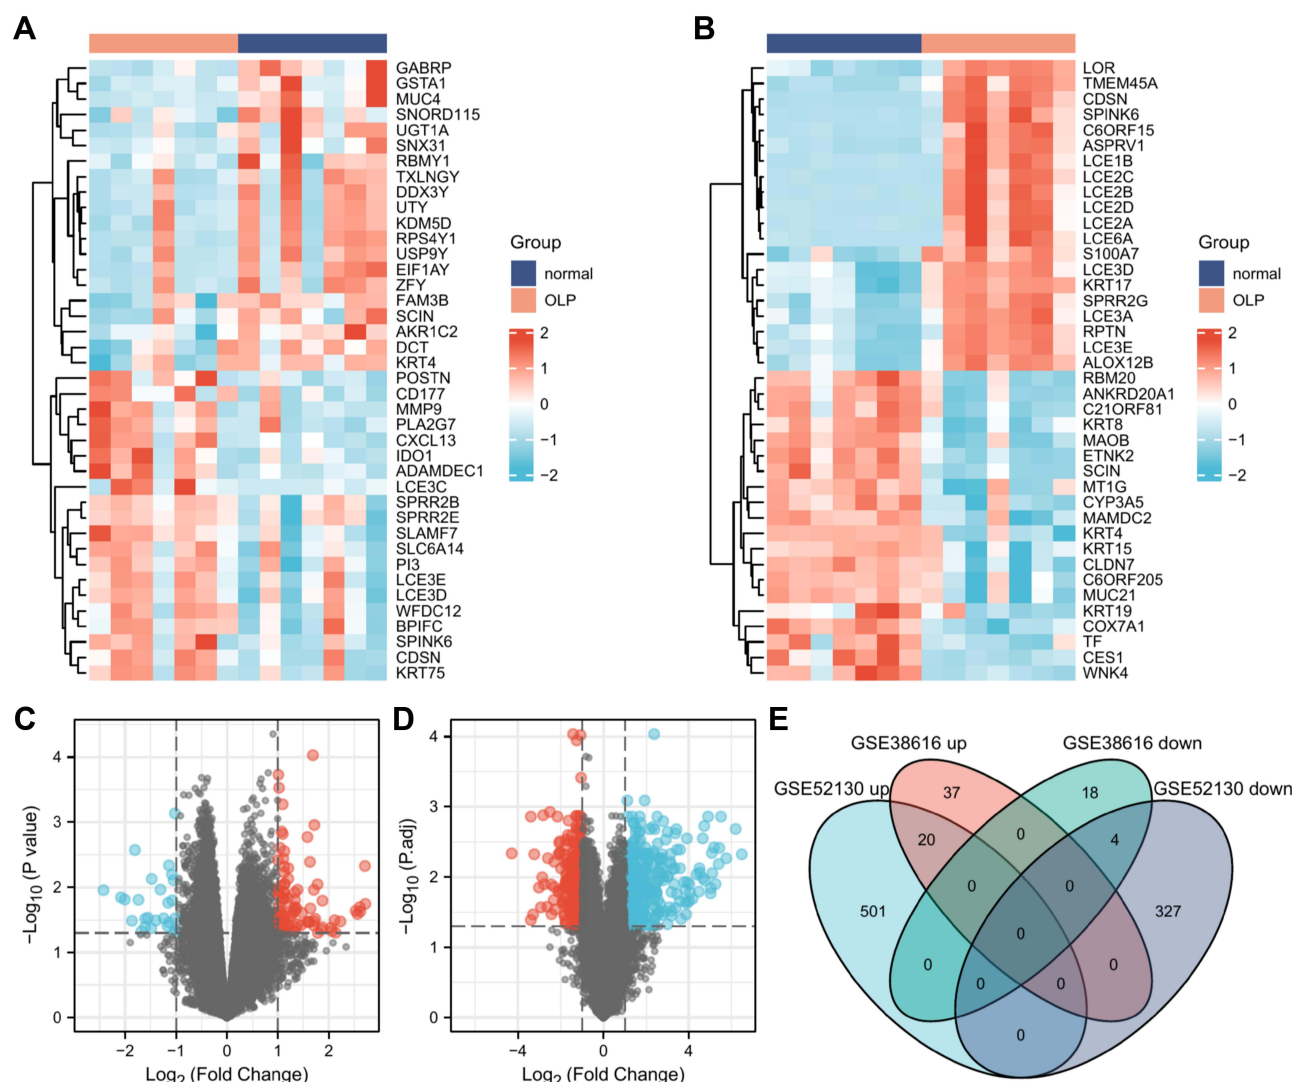 A
GABRP
GSTA1
MUC4
SNORD115
UGT1A
SNX31
RBMY1
TXLNGY
DDX3Y
UTY
KDM5D
RPS4Y1
USP9Y
EIF1AY
ZFY
FAM3B
SCIN
AKR1C2
DCT
KRT4
POSTN
CD177
MMP9
PLA2G7
CXCL13
IDO1
ADAMDEC1
LCE3C
SPRR2B
SPRR2E
SLAMF7
SLC6A14
PI3
LCE3E
LCE3D
WFDC12
BPIFC
SPINK6
CDSN
KRT75
Group
normal
OLP
2
1
0
−1
−2
B
LOR
TMEM45A
CDSN
SPINK6
C6ORF15
ASPRV1
LCE1B
LCE2C
LCE2B
LCE2D
LCE2A
LCE6A
S100A7
LCE3D
KRT17
SPRR2G
LCE3A
RPTN
LCE3E
ALOX12B
RBM20
ANKRD20A1
C21ORF81
KRT8
MAOB
ETNK2
SCIN
MT1G
CYP3A5
MAMDC2
KRT4
KRT15
CLDN7
C6ORF205
MUC21
KRT19
COX7A1
TF
CES1
WNK4
Group
normal
OLP
2
1
0
−1
−2
C
−Log10 (P value)
4
3
2
1
0
−2 −1 0 1 2
Log2 (Fold Change)
D
−Log10 (P.adj)
4
3
2
1
0
−4 0 4
Log2 (Fold Change)
E
GSE38616 up GSE38616 down
GSE52130 up GSE52130 down
37 18
20 0 4
0 0
501 327
0
0 0
0 0
0